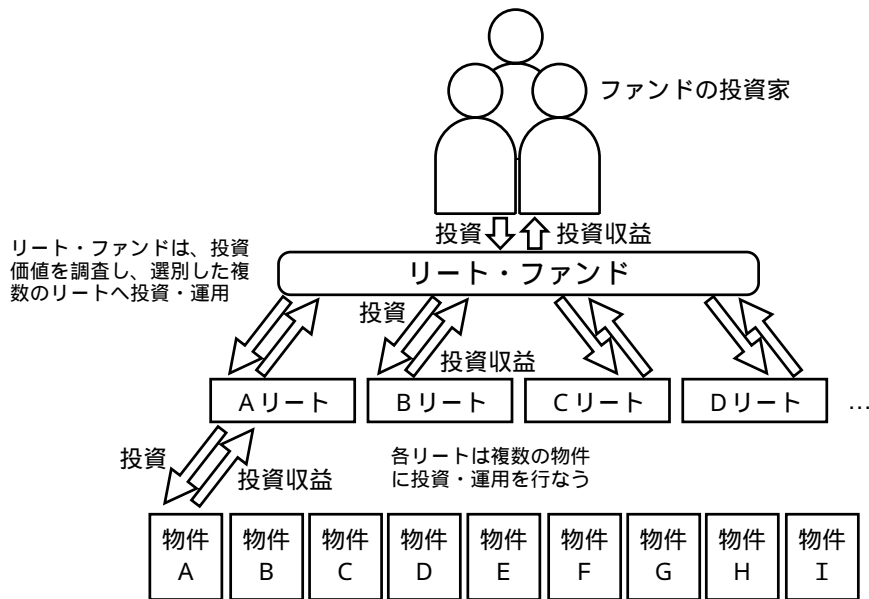 ファンドの投資家
投資
投資収益
リート・ファンドは、投資
価値を調査し、選別した複
数のリートへ投資・運用
リート・ファンド
投資
投資収益
Aリート
Bリート
Cリート
Dリート
…
投資
投資収益
各リートは複数の物件
に投資・運用を行なう
物件
A
物件
B
物件
C
物件
D
物件
E
物件
F
物件
G
物件
H
物件
I